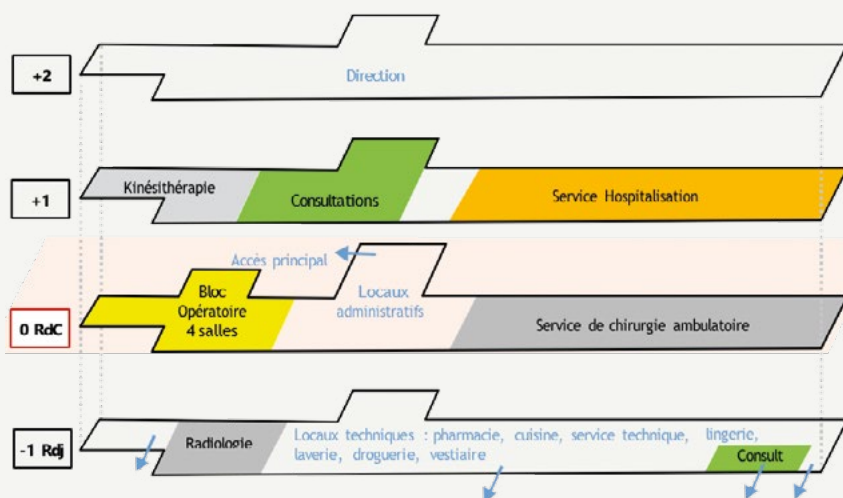 +2
Direction
+1
Kinésithérapie
Consultations
Service Hospitalisation
0 RdC
Accès principal
Bloc
Opératoire
4 salles
Locaux
administratifs
Service de chirurgie ambulatoire
-1 Rdj
Radiologie
Locaux techniques : pharmacie, cuisine, service technique, lingerie,
laverie, droguerie, vestiaire
Consult